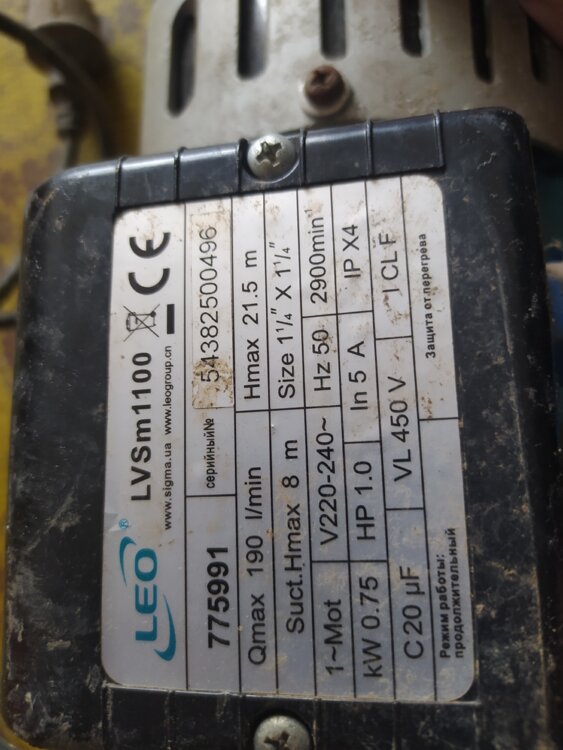 LEO® LVSm1100 CE
www.sigma.ua www.leogroup.cn
775991 серийный№ 54382500496
Qmax 190 l/min Hmax 21.5 m
Suct.Hmax 8 m Size 1¹/₄″ X 1¹/₄″
1~Mot V220-240~ Hz 50 2900min⁻¹
kW 0.75 HP 1.0 In 5 A IP X4
C 20 µF VL 450 V I CL F
Режим работы: Защита от перегрева
продолжительный